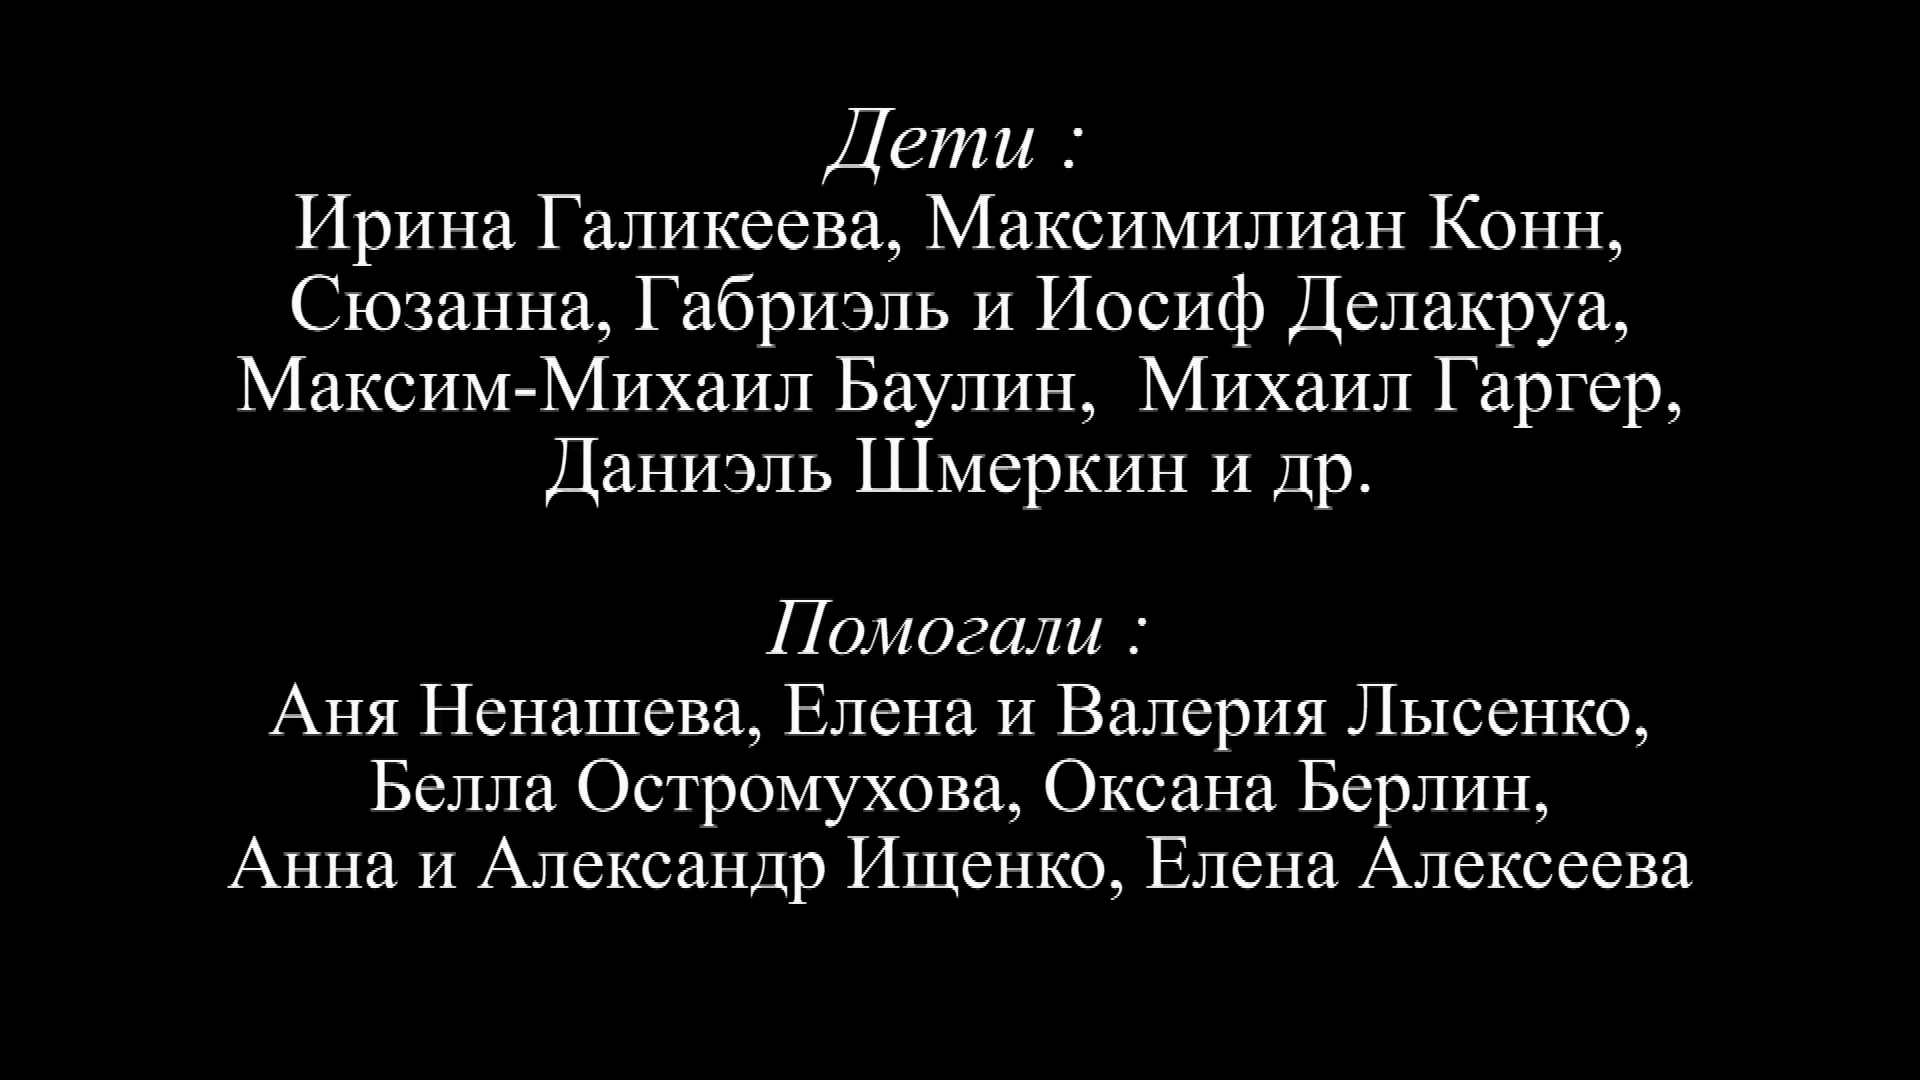 Дети :
Ирина Галикеева, Максимилиан Конн,
Сюзанна, Габриэль и Иосиф Делакруа,
Максим-Михаил Баулин,  Михаил Гаргер,
Даниэль Шмеркин и др.
Помогали :
Аня Ненашева, Елена и Валерия Лысенко,
Белла Остромухова, Оксана Берлин,
Анна и Александр Ищенко, Елена Алексеева